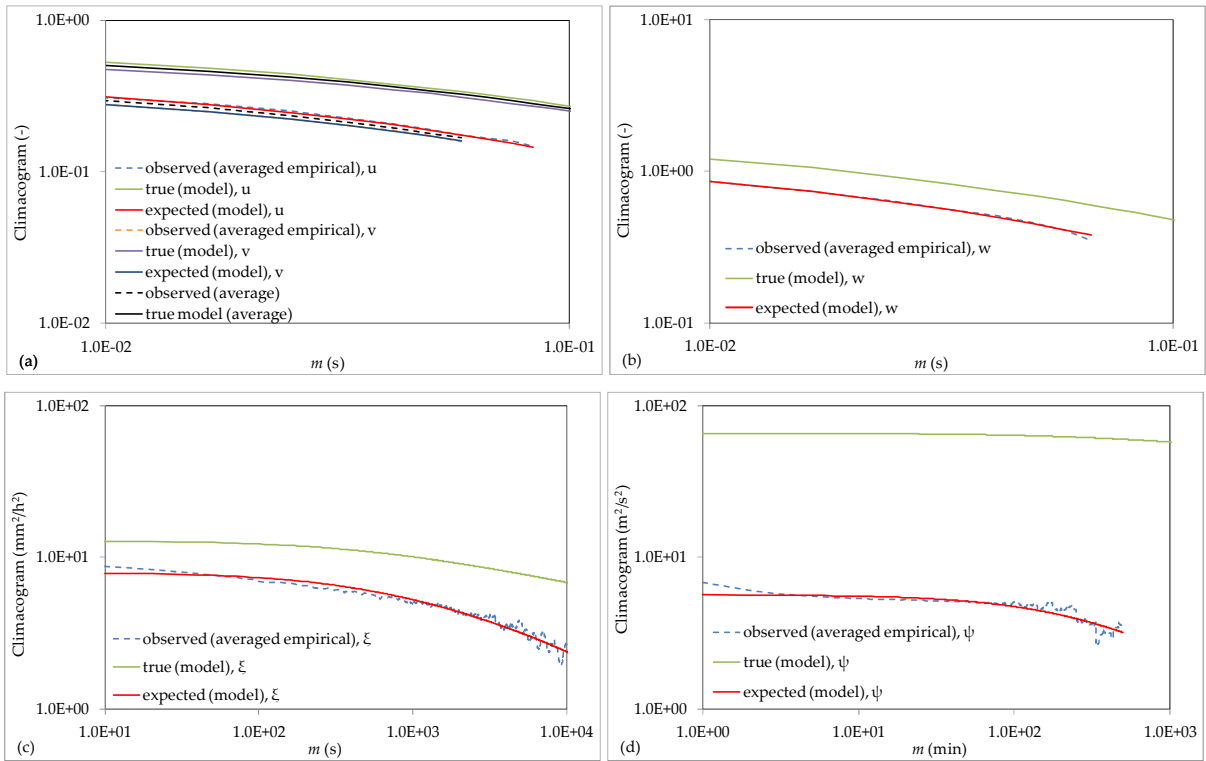 1.0E+00
1.0E-01
1.0E-02
Climacogram (-)
observed (averaged empirical), u
true (model), u
expected (model), u
observed (averaged empirical), v
true (model), v
expected (model), v
observed (average)
true model (average)
1.0E-02
1.0E-01
(a)
m (s)
1.0E+01
1.0E+00
1.0E-01
Climacogram (-)
observed (averaged empirical), w
true (model), w
expected (model), w
1.0E-02
1.0E-01
(b)
m (s)
1.0E+02
1.0E+01
1.0E+00
Climacogram (mm²/h²)
observed (averaged empirical), ξ
true (model), ξ
expected (model), ξ
1.0E+01
1.0E+02
1.0E+03
1.0E+04
(c)
m (s)
1.0E+02
1.0E+01
1.0E+00
Climacogram (m²/s²)
observed (averaged empirical), ψ
true (model), ψ
expected (model), ψ
1.0E+00
1.0E+01
1.0E+02
1.0E+03
(d)
m (min)